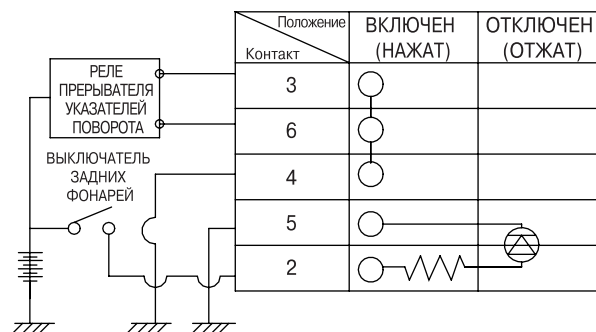 Положение
ВКЛЮЧЕН
ОТКЛЮЧЕН
(НАЖАТ)
(ОТЖАТ)
Контакт
РЕЛЕ
ПРЕРЫВАТЕЛЯ
УКАЗАТЕЛЕЙ
ПОВОРОТА
3
6
ВЫКЛЮЧАТЕЛЬ
ЗАДНИХ
ФОНАРЕЙ
4
5
2